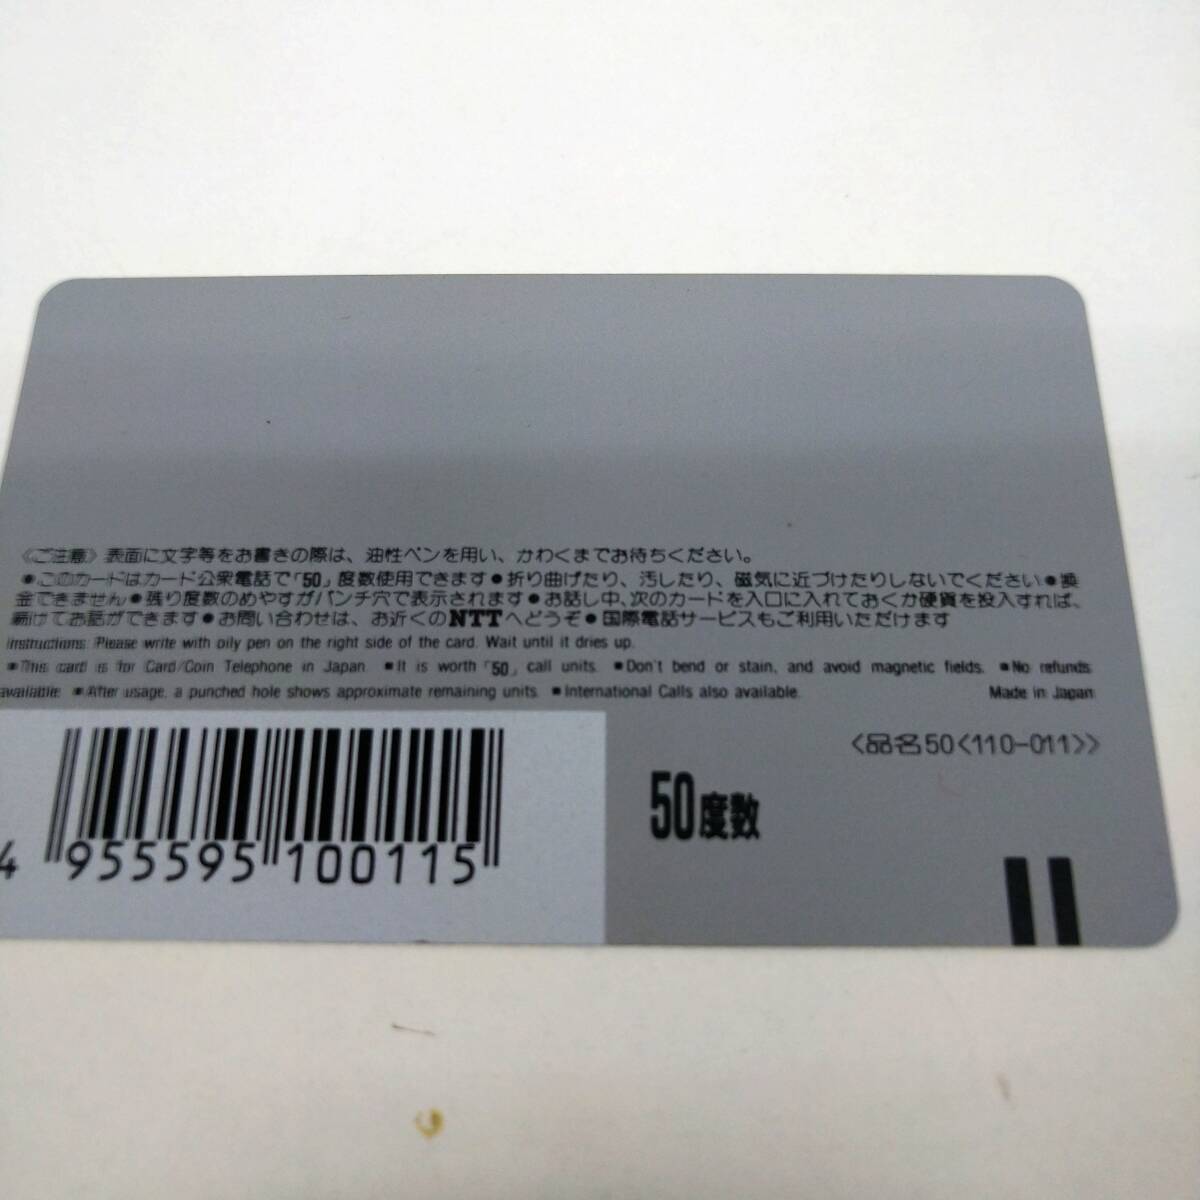 《ご注意》表面に文字等をお書きの際は、油性ペンを用い、かわくまでお待ちください。
●このカードはカード公衆電話で「50」度数使用できます●折り曲げたり、汚したり、磁気に近づけたりしないでください●換
金できません●残り度数のめやすがパンチ穴で表示されます●お話し中、次のカードを入口に入れておくか硬貨を投入すれば、
続けてお話ができます●お問い合わせは、お近くのNTTへどうぞ●国際電話サービスもご利用いただけます
Instructions: Please write with oily pen on the right side of the card. Wait until it dries up.
●This card is for Card/Coin Telephone in Japan. ●It is worth「50」call units. ●Don't bend or stain, and avoid magnetic fields. ●No refunds
available ●After usage, a punched hole shows approximate remaining units. ●International Calls also available. Made in Japan
〈品名50〈110-011〉〉
50度数
4 955595 100115